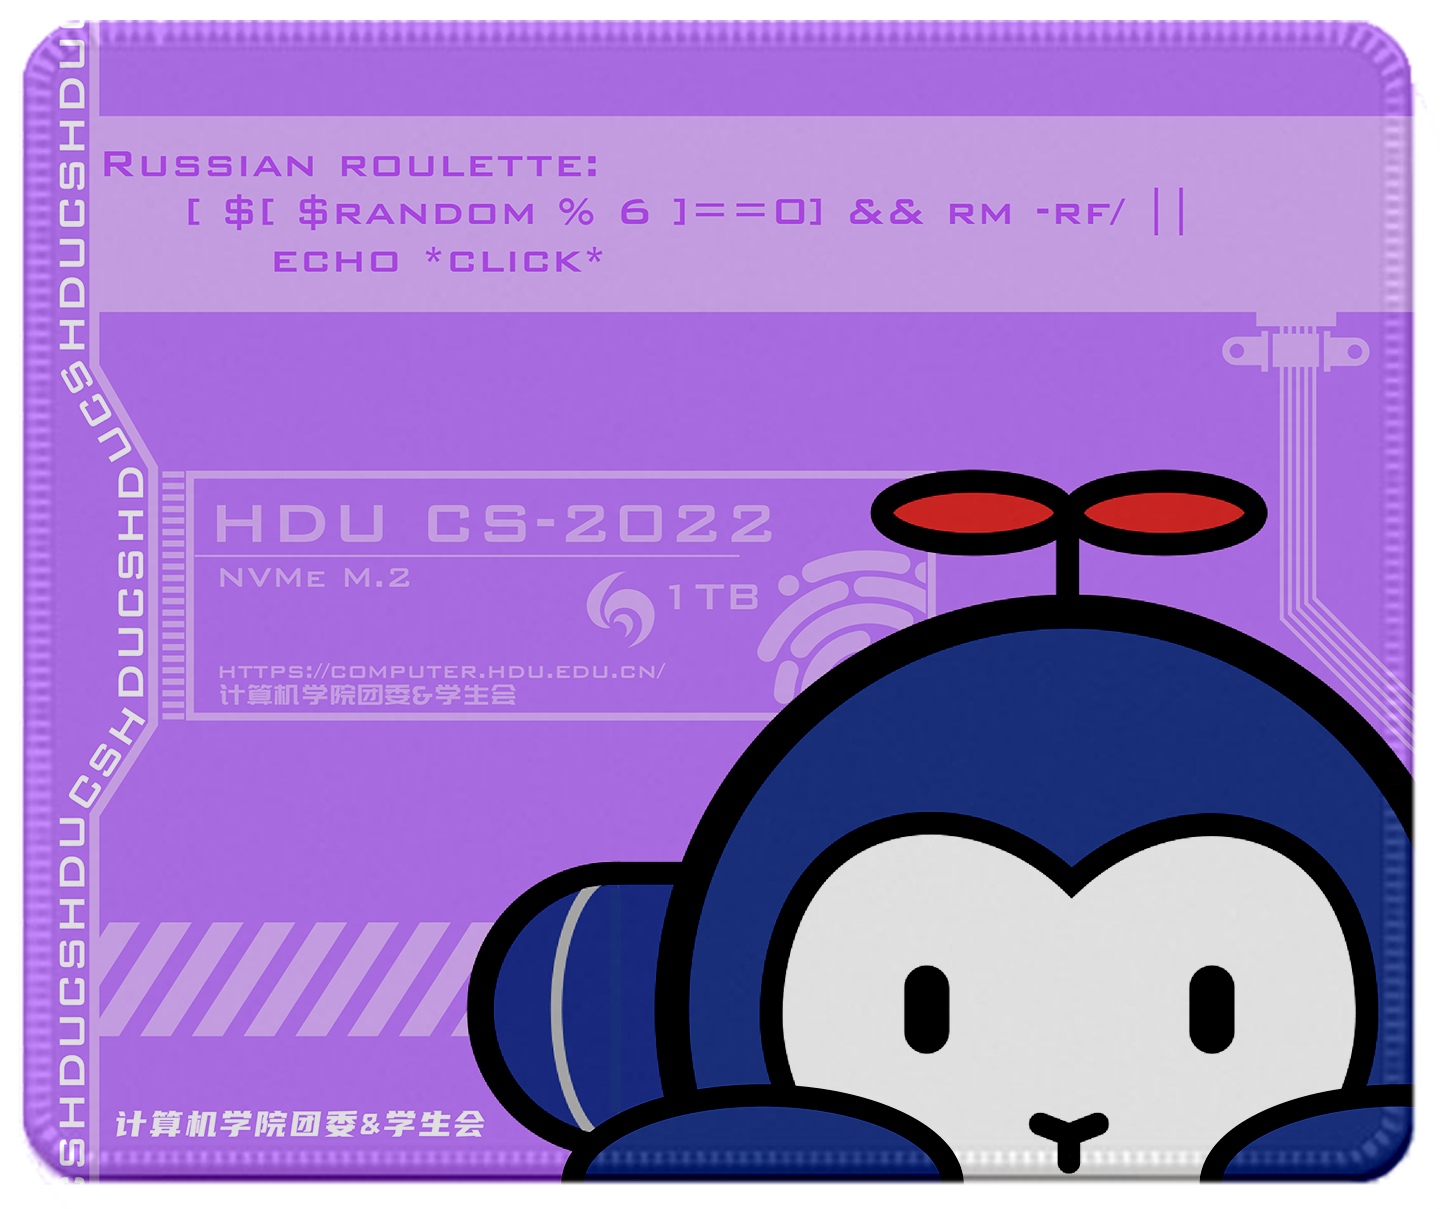 RUSSIAN ROULETTE:
[ $[ $RANDOM % 6 ]==0] && RM -RF/ ||
ECHO *CLICK*
HDU CS-2022
NVME M.2
1TB
HTTPS://COMPUTER.HDU.EDU.CN/
计算机学院团委&学生会
计算机学院团委&学生会
SHDUCSHDUCSHDUCSHDUCSHDUCSHDUCSHDU